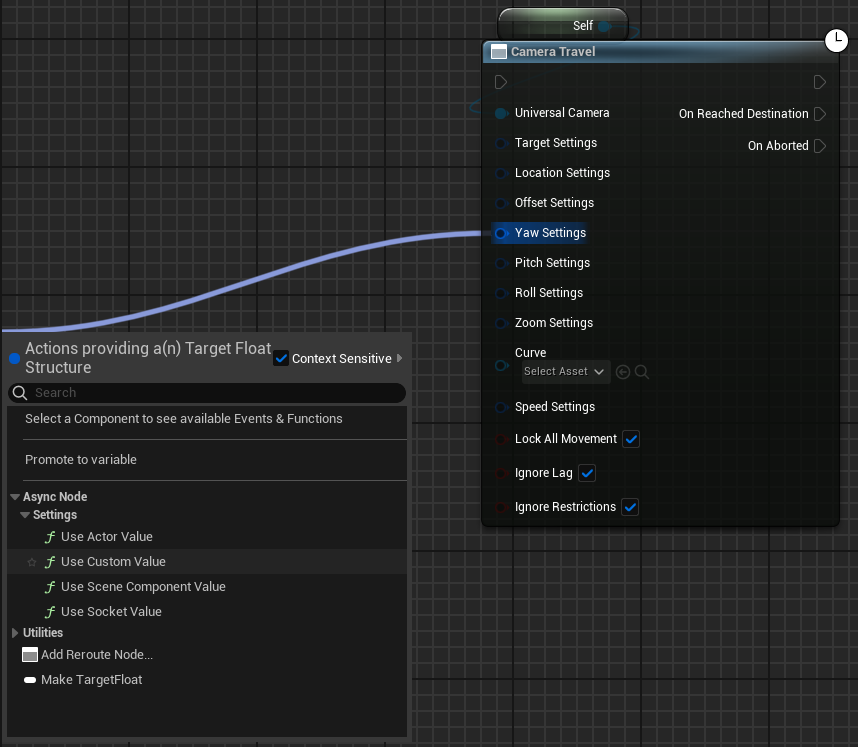 Self
Camera Travel
Universal Camera
On Reached Destination
Target Settings
On Aborted
Location Settings
Offset Settings
Yaw Settings
Pitch Settings
Roll Settings
Zoom Settings
Curve
Select Asset
Speed Settings
Lock All Movement
Ignore Lag
Ignore Restrictions
Actions providing a(n) Target Float
Structure
Context Sensitive
Search
Select a Component to see available Events & Functions
Promote to variable
Async Node
Settings
Use Actor Value
Use Custom Value
Use Scene Component Value
Use Socket Value
Utilities
Add Reroute Node...
Make TargetFloat